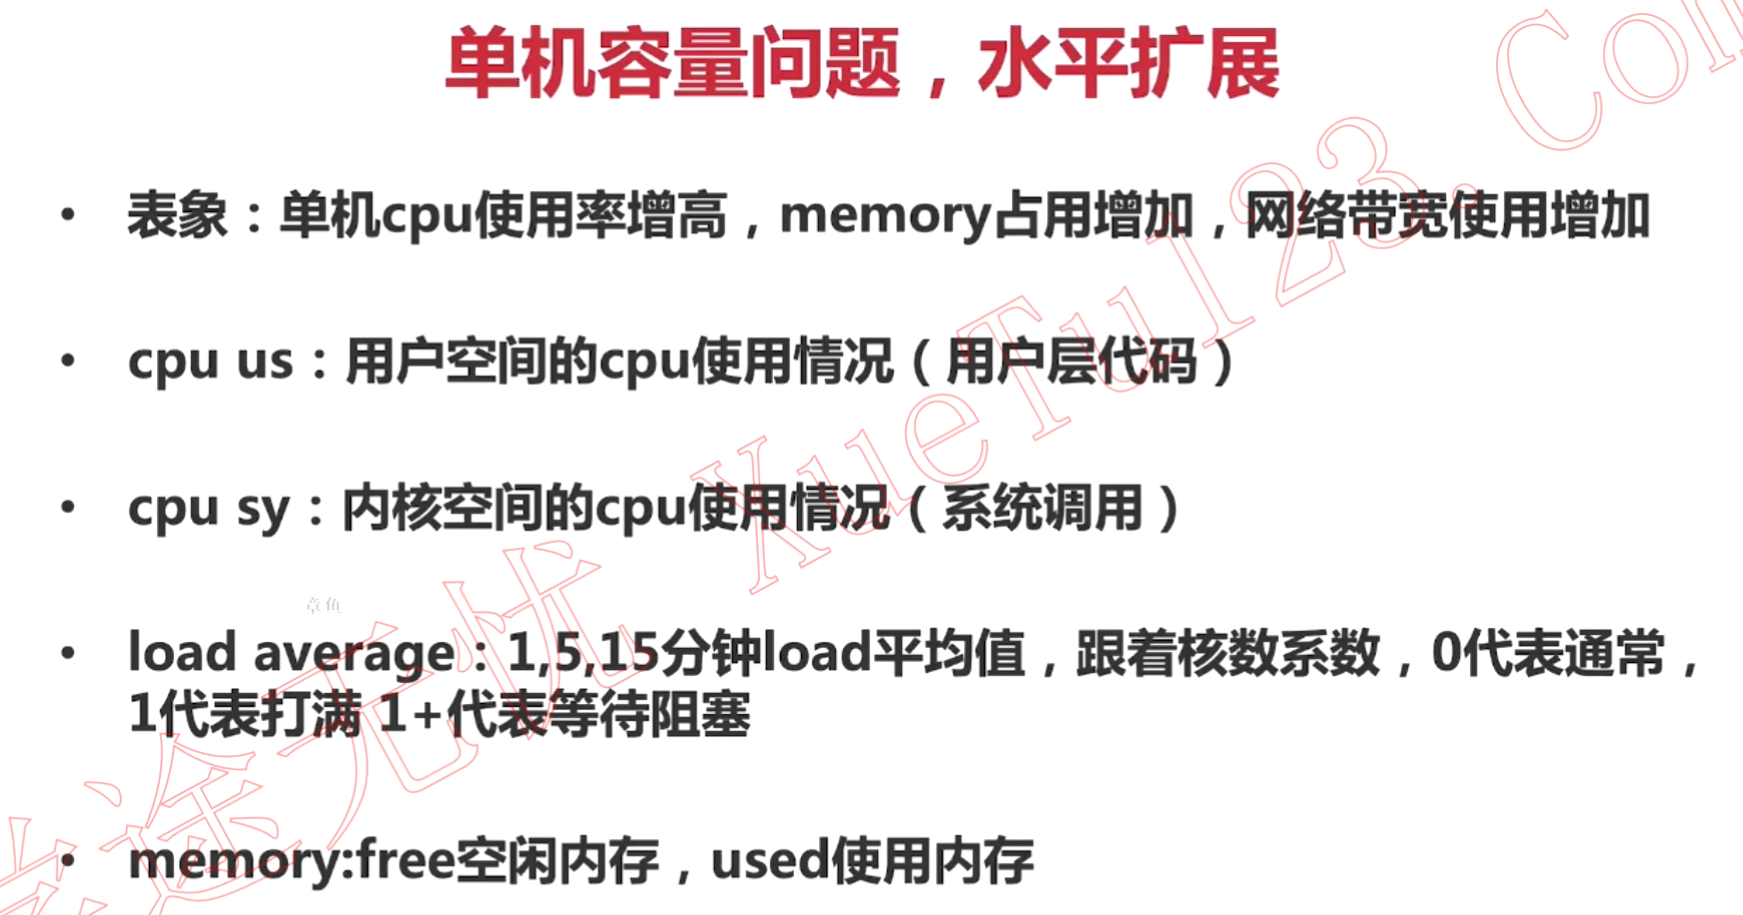 单机容量问题，水平扩展
• 表象：单机cpu使用率增高，memory占用增加，网络带宽使用增加
• cpu us：用户空间的cpu使用情况（用户层代码）
• cpu sy：内核空间的cpu使用情况（系统调用）
章鱼
• load average：1,5,15分钟load平均值，跟着核数系数，0代表通常，
1代表打满 1+代表等待阻塞
• memory:free空闲内存，used使用内存
学途无忧 XueTu123.Com